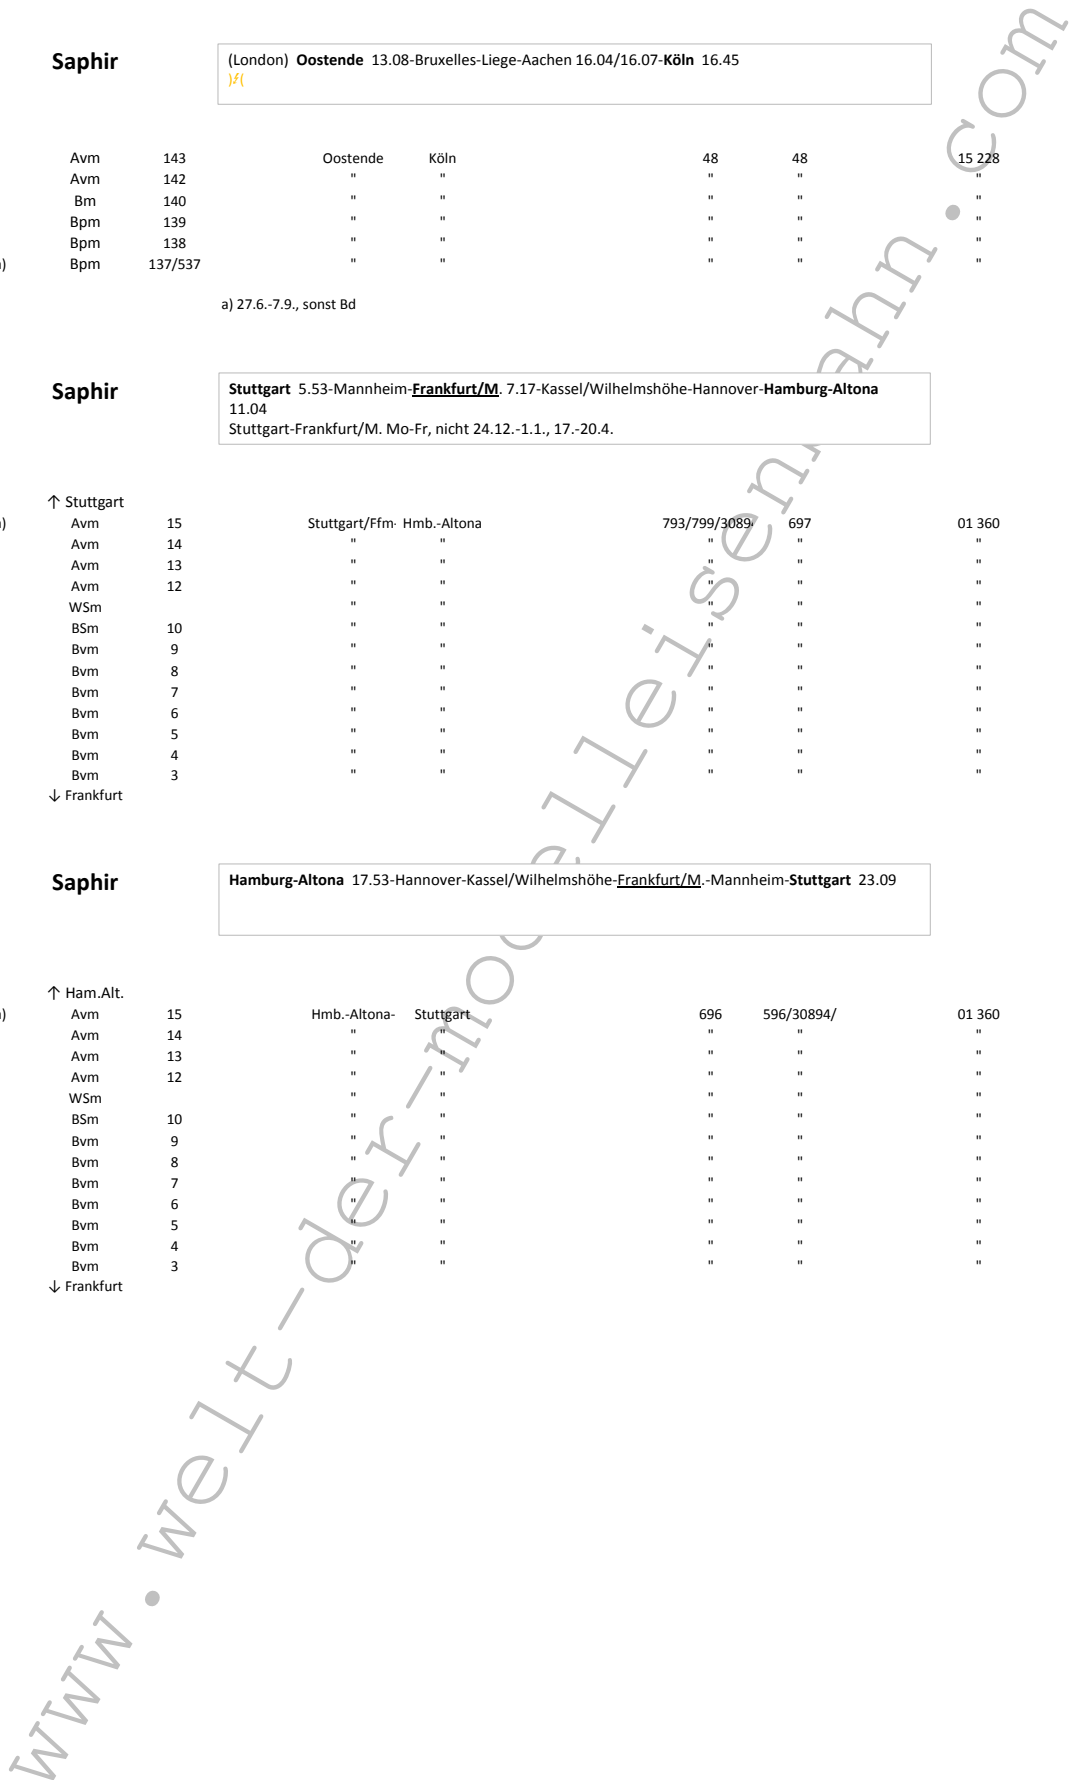 Saphir
(London) Oostende 13.08-Bruxelles-Liege-Aachen 16.04/16.07-Köln 16.45
)⚡(
Avm 143 Oostende Köln 48 48 15 228
Avm 142 " " " " "
Bm 140 " " " " "
Bpm 139 " " " " "
Bpm 138 " " " " "
) Bpm 137/537 " " " " "
a) 27.6.-7.9., sonst Bd
Saphir
Stuttgart 5.53-Mannheim-Frankfurt/M. 7.17-Kassel/Wilhelmshöhe-Hannover-Hamburg-Altona
11.04
Stuttgart-Frankfurt/M. Mo-Fr, nicht 24.12.-1.1., 17.-20.4.
↑ Stuttgart
) Avm 15 Stuttgart/Ffm- Hmb.-Altona 793/799/3089 697 01 360
Avm 14 " " " " "
Avm 13 " " " " "
Avm 12 " " " " "
WSm " " " " "
BSm 10 " " " " "
Bvm 9 " " " " "
Bvm 8 " " " " "
Bvm 7 " " " " "
Bvm 6 " " " " "
Bvm 5 " " " " "
Bvm 4 " " " " "
Bvm 3 " " " " "
↓ Frankfurt
Saphir
Hamburg-Altona 17.53-Hannover-Kassel/Wilhelmshöhe-Frankfurt/M.-Mannheim-Stuttgart 23.09
↑ Ham.Alt.
) Avm 15 Hmb.-Altona- Stuttgart 696 596/30894/ 01 360
Avm 14 " " " " "
Avm 13 " " " " "
Avm 12 " " " " "
WSm " " " " "
BSm 10 " " " " "
Bvm 9 " " " " "
Bvm 8 " " " " "
Bvm 7 " " " " "
Bvm 6 " " " " "
Bvm 5 " " " " "
Bvm 4 " " " " "
Bvm 3 " " " " "
↓ Frankfurt
www.welt-der-modelleisenbahn.com